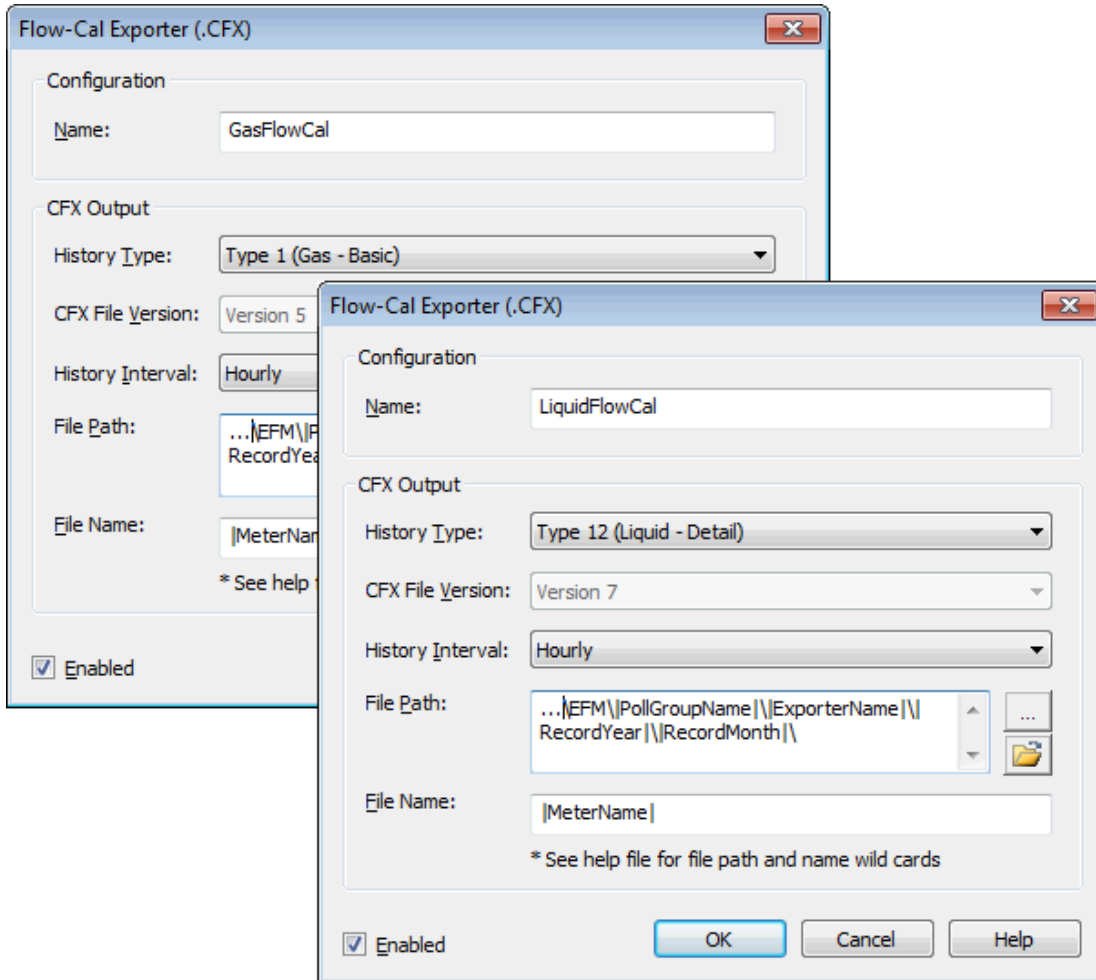 Flow-Cal Exporter (.CFX)
Configuration
Name: GasFlowCal
CFX Output
History Type: Type 1 (Gas - Basic)
CFX File Version: Version 5
History Interval: Hourly
File Path: ...\EFM\|P
RecordYea
File Name: |MeterNam
* See help f
Enabled
Flow-Cal Exporter (.CFX)
Configuration
Name: LiquidFlowCal
CFX Output
History Type: Type 12 (Liquid - Detail)
CFX File Version: Version 7
History Interval: Hourly
File Path: ...\EFM\|PollGroupName|\|ExporterName|\|
RecordYear|\|RecordMonth|\
...
File Name: |MeterName|
* See help file for file path and name wild cards
Enabled OK Cancel Help